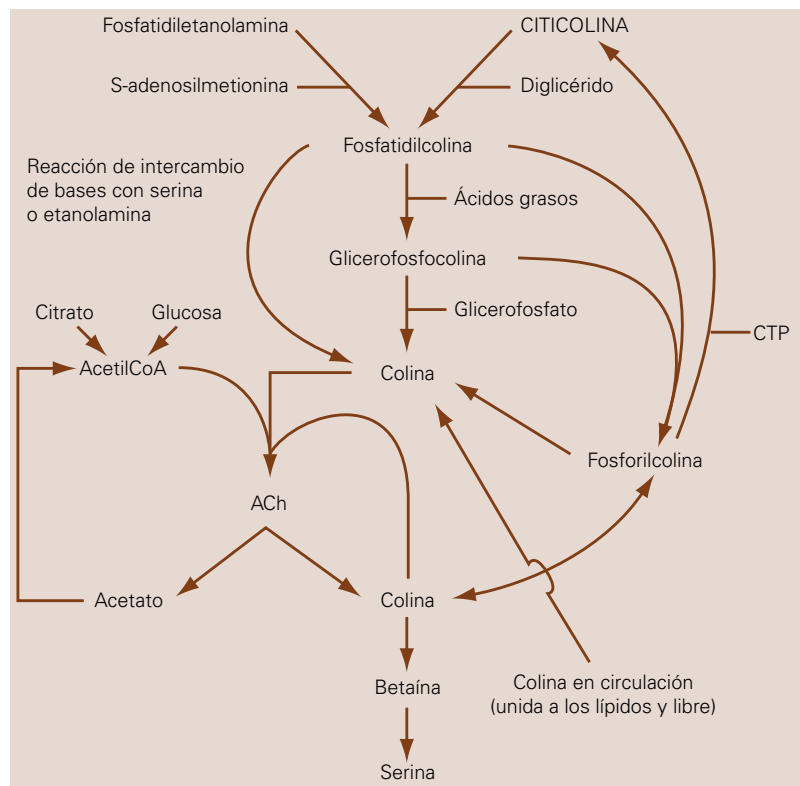 Fosfatidiletanolamina
CITICOLINA
S-adenosilmetionina
Diglicérido
Fosfatidilcolina
Reacción de intercambio
de bases con serina
o etanolamina
Ácidos grasos
Glicerofosfocolina
Citrato
Glucosa
Glicerofosfato
CTP
AcetilCoA
Colina
Fosforilcolina
ACh
Acetato
Colina
Betaína
Colina en circulación
(unida a los lípidos y libre)
Serina